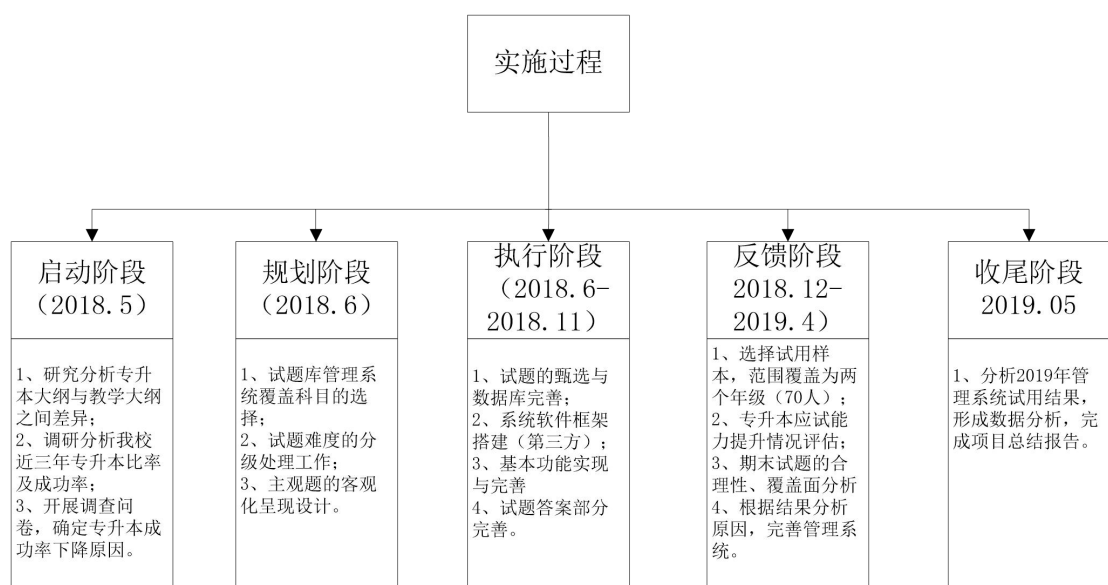 实施过程
启动阶段
（2018.5）
1、研究分析专升
本大纲与教学大纲
之间差异；
2、调研分析我校
近三年专升本比率
及成功率；
3、开展调查问
卷，确定专升本成
功率下降原因。
规划阶段
（2018.6）
1、试题库管理系
统覆盖科目的选
择；
2、试题难度的分
级处理工作；
3、主观题的客观
化呈现设计。
执行阶段
（2018.6-
2018.11）
1、试题的甄选与
数据库完善；
2、系统软件框架
搭建（第三方）；
3、基本功能实现
与完善
4、试题答案部分
完善。
反馈阶段
2018.12-
2019.4）
1、选择试用样
本，范围覆盖为两
个年级（70人）；
2、专升本应试能
力提升情况评估；
3、期末试题的合
理性、覆盖面分析
4、根据结果分析
原因，完善管理系
统。
收尾阶段
2019.05
1、分析2019年管
理系统试用结果，
形成数据分析，完
成项目总结报告。